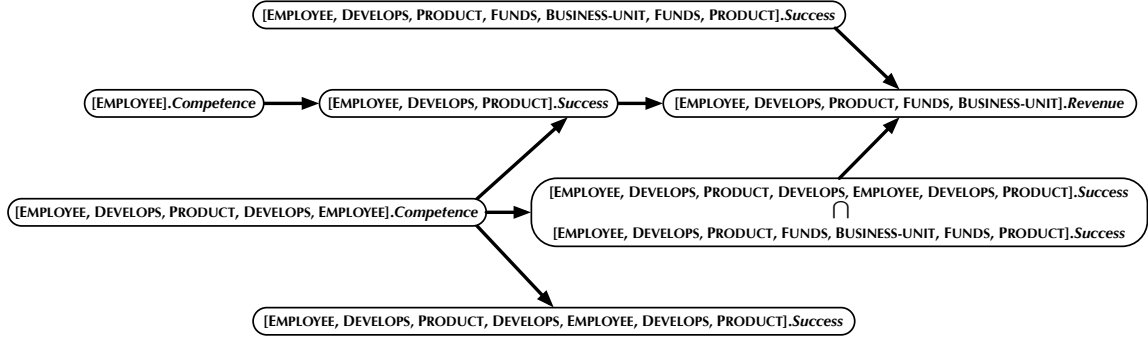 [EMPLOYEE, DEVELOPS, PRODUCT, FUNDS, BUSINESS-UNIT, FUNDS, PRODUCT].Success
[EMPLOYEE].Competence
[EMPLOYEE, DEVELOPS, PRODUCT].Success
[EMPLOYEE, DEVELOPS, PRODUCT, FUNDS, BUSINESS-UNIT].Revenue
[EMPLOYEE, DEVELOPS, PRODUCT, DEVELOPS, EMPLOYEE].Competence
[EMPLOYEE, DEVELOPS, PRODUCT, DEVELOPS, EMPLOYEE, DEVELOPS, PRODUCT].Success
∩
[EMPLOYEE, DEVELOPS, PRODUCT, FUNDS, BUSINESS-UNIT, FUNDS, PRODUCT].Success
[EMPLOYEE, DEVELOPS, PRODUCT, DEVELOPS, EMPLOYEE, DEVELOPS, PRODUCT].Success